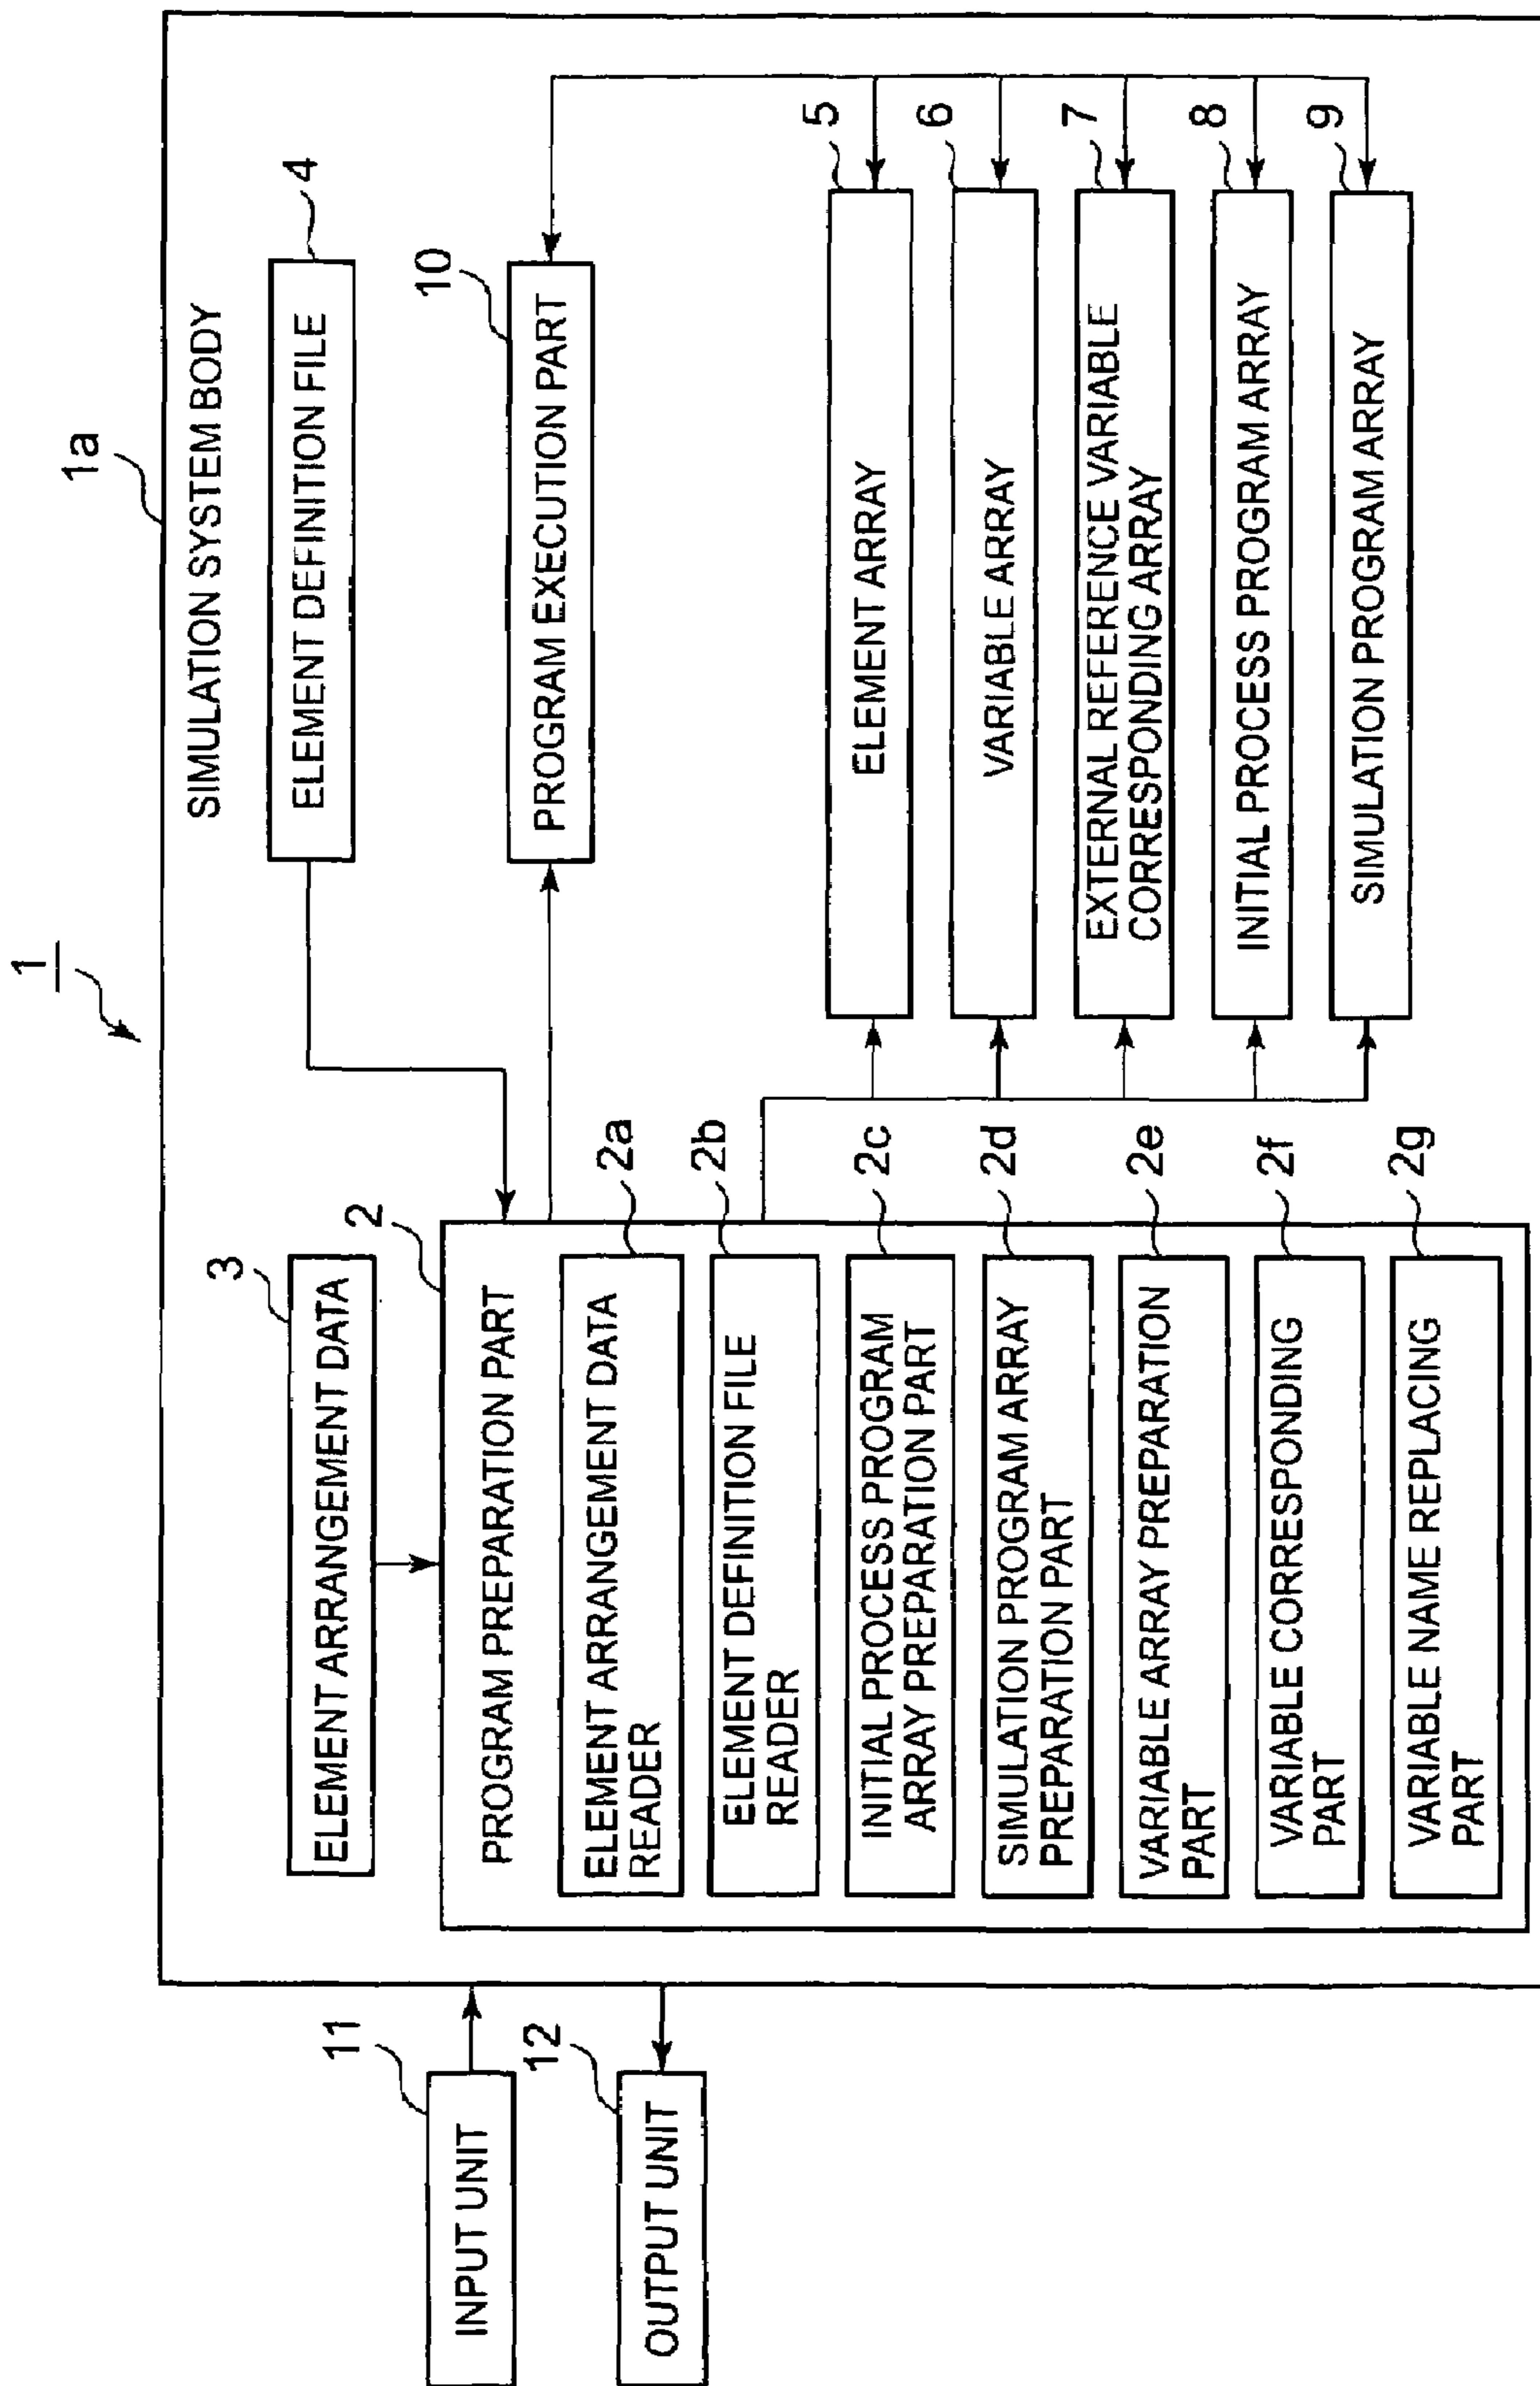 1
1a
SIMULATION SYSTEM BODY
11
INPUT UNIT
12
OUTPUT UNIT
3
ELEMENT ARRANGEMENT DATA
4
ELEMENT DEFINITION FILE
2
PROGRAM PREPARATION PART
2a
ELEMENT ARRANGEMENT DATA
READER
2b
ELEMENT DEFINITION FILE
READER
2c
INITIAL PROCESS PROGRAM
ARRAY PREPARATION PART
2d
SIMULATION PROGRAM ARRAY
PREPARATION PART
2e
VARIABLE ARRAY PREPARATION
PART
2f
VARIABLE CORRESPONDING
PART
2g
VARIABLE NAME REPLACING
PART
10
PROGRAM EXECUTION PART
5
ELEMENT ARRAY
6
VARIABLE ARRAY
7
EXTERNAL REFERENCE VARIABLE
CORRESPONDING ARRAY
8
INITIAL PROCESS PROGRAM ARRAY
9
SIMULATION PROGRAM ARRAY